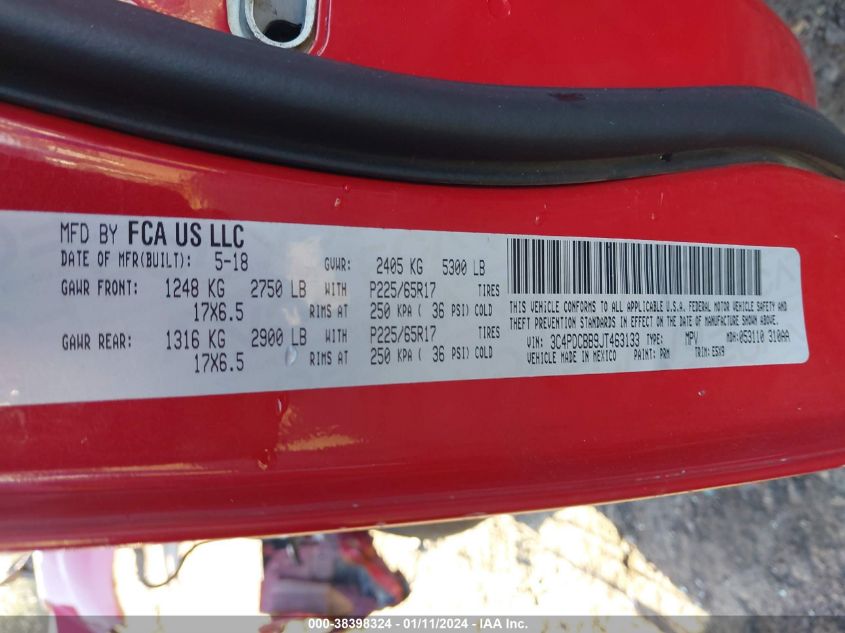 MFD BY FCA US LLC
DATE OF MFR(BUILT): 5-18 GVWR: 2405 KG 5300 LB
GAWR FRONT: 1248 KG 2750 LB WITH P225/65R17 TIRES
17X6.5 RIMS AT 250 KPA ( 36 PSI) COLD
GAWR REAR: 1316 KG 2900 LB WITH P225/65R17 TIRES
17X6.5 RIMS AT 250 KPA ( 36 PSI) COLD
THIS VEHICLE CONFORMS TO ALL APPLICABLE U.S.A. FEDERAL MOTOR VEHICLE SAFETY AND
THEFT PREVENTION STANDARDS IN EFFECT ON THE DATE OF MANUFACTURE SHOWN ABOVE.
VIN: 3C4PDCBB9JT463133 TYPE: MPV MDH: 053110 310AA
VEHICLE MADE IN MEXICO PAINT: PRM TRIM: E5X9
000-38398324 - 01/11/2024 - IAA Inc.